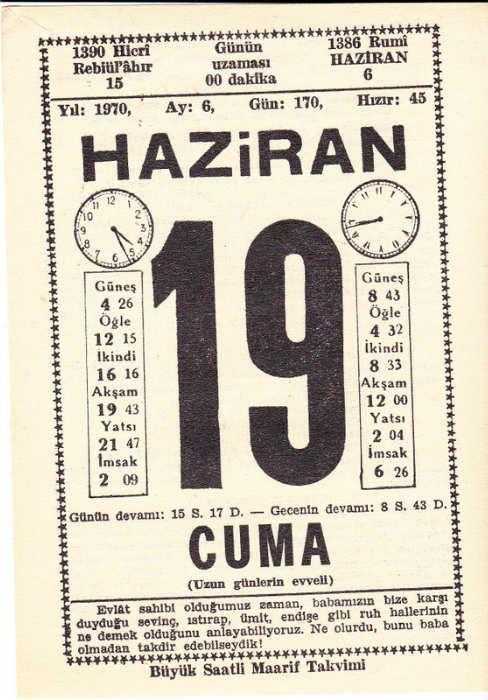 1390 Hicrî
Rebiül'âhır
15
Günün
uzaması
00 dakika
1386 Rumî
HAZİRAN
6
Yıl: 1970, Ay: 6, Gün: 170, Hızır: 45
HAZiRAN
19
Güneş
4 26
Öğle
12 15
İkindi
16 16
Akşam
19 43
Yatsı
21 47
İmsak
2 09
Güneş
8 43
Öğle
4 32
İkindi
8 33
Akşam
12 00
Yatsı
2 04
İmsak
6 26
Günün devamı: 15 S. 17 D. — Gecenin devamı: 8 S. 43 D.
CUMA
(Uzun günlerin evveli)
Evlât sahibi olduğumuz zaman, babamızın bize karşı
duyduğu sevinç, ıstırap, ümit, endişe gibi ruh hallerinin
ne demek olduğunu anlayabiliyoruz. Ne olurdu, bunu baba
olmadan takdir edebilseydik!
Büyük Saatli Maarif Takvimi